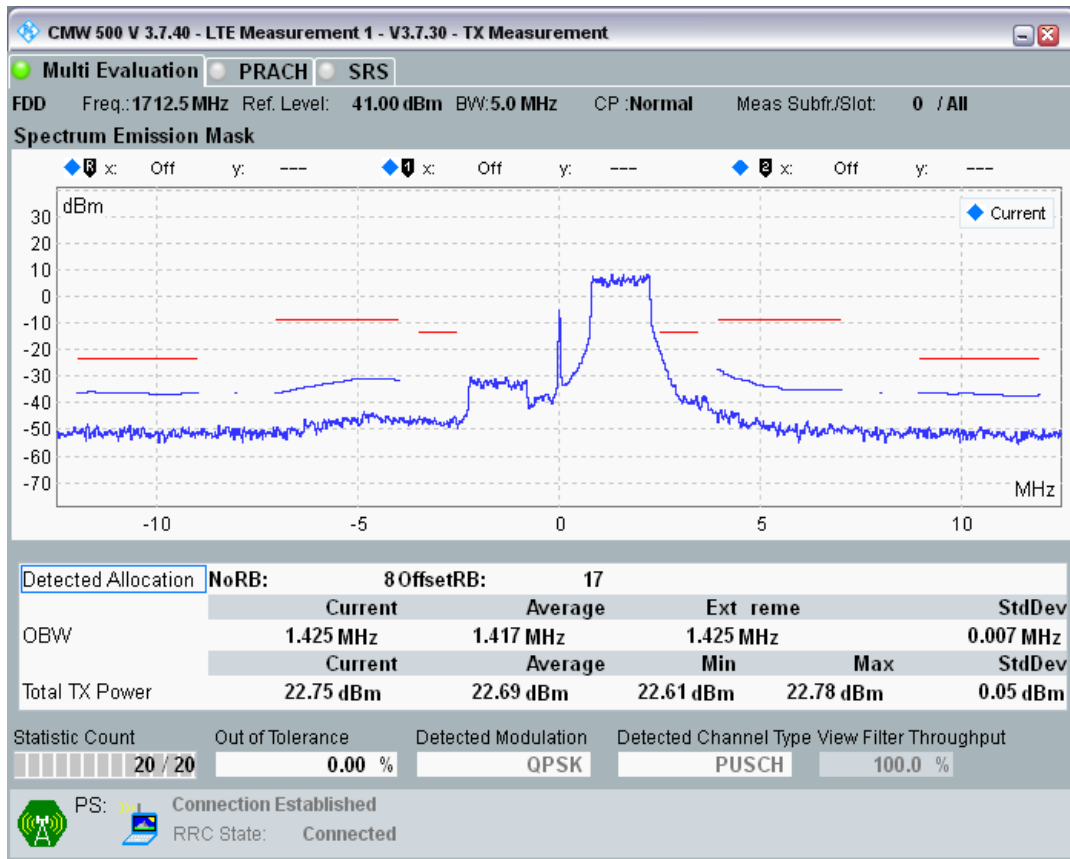 CMW 500 V 3.7.40 - LTE Measurement 1 - V3.7.30 - TX Measurement
Multi Evaluation PRACH SRS
FDD Freq.:1712.5 MHz Ref. Level: 41.00 dBm BW:5.0 MHz CP :Normal Meas Subfr./Slot: 0 / All
Spectrum Emission Mask
R x: Off y: --- 1 x: Off y: --- 2 x: Off y: ---
dBm
Current
30
20
10
0
-10
-20
-30
-40
-50
-60
-70
MHz
-10 -5 0 5 10
Detected Allocation NoRB: 8 OffsetRB: 17
Current Average Ext reme StdDev
OBW 1.425 MHz 1.417 MHz 1.425 MHz 0.007 MHz
Current Average Min Max StdDev
Total TX Power 22.75 dBm 22.69 dBm 22.61 dBm 22.78 dBm 0.05 dBm
Statistic Count Out of Tolerance Detected Modulation Detected Channel Type View Filter Throughput
20 / 20 0.00 % QPSK PUSCH 100.0 %
PS: Connection Established
RRC State: Connected